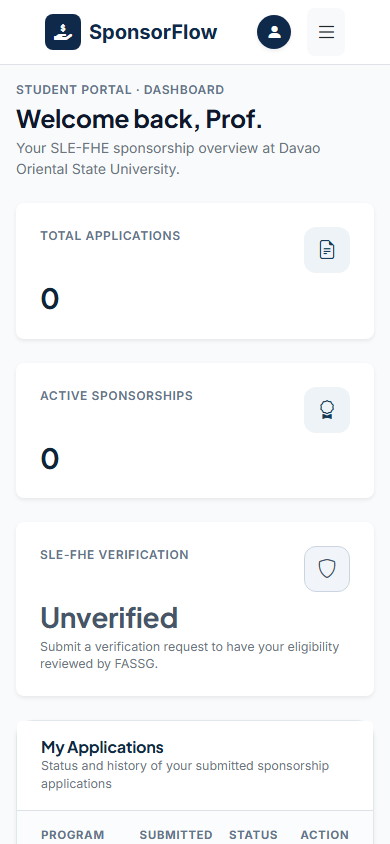 SponsorFlow
STUDENT PORTAL · DASHBOARD
Welcome back, Prof.
Your SLE-FHE sponsorship overview at Davao
Oriental State University.
TOTAL APPLICATIONS
0
ACTIVE SPONSORSHIPS
0
SLE-FHE VERIFICATION
Unverified
Submit a verification request to have your eligibility
reviewed by FASSG.
My Applications
Status and history of your submitted sponsorship
applications
PROGRAM SUBMITTED STATUS ACTION